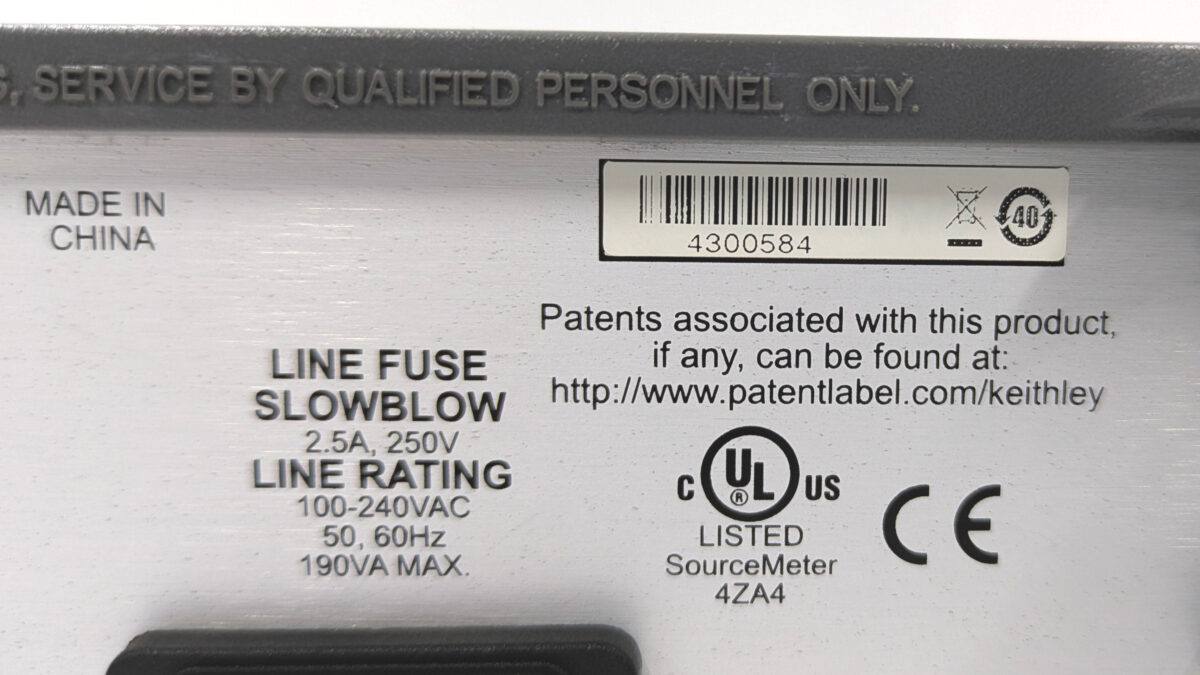 S, SERVICE BY QUALIFIED PERSONNEL ONLY.
MADE IN
CHINA
4300584
40
Patents associated with this product,
if any, can be found at:
http://www.patentlabel.com/keithley
LINE FUSE
SLOWBLOW
2.5A, 250V
LINE RATING
100-240VAC
50, 60Hz
190VA MAX.
C UL ® US
LISTED
SourceMeter
4ZA4
CE